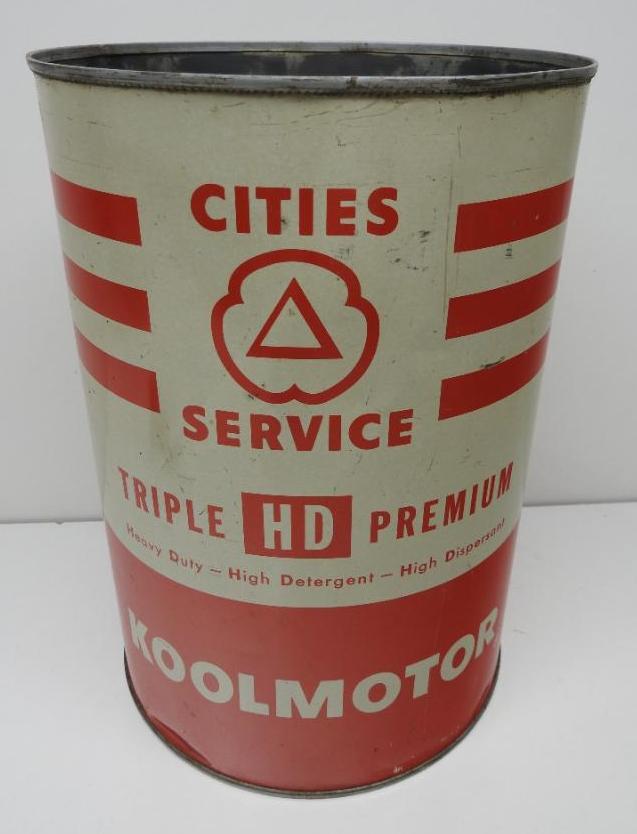 CITIES
SERVICE
TRIPLE HD PREMIUM
Heavy Duty — High Detergent — High Dispersant
KOOLMOTOR